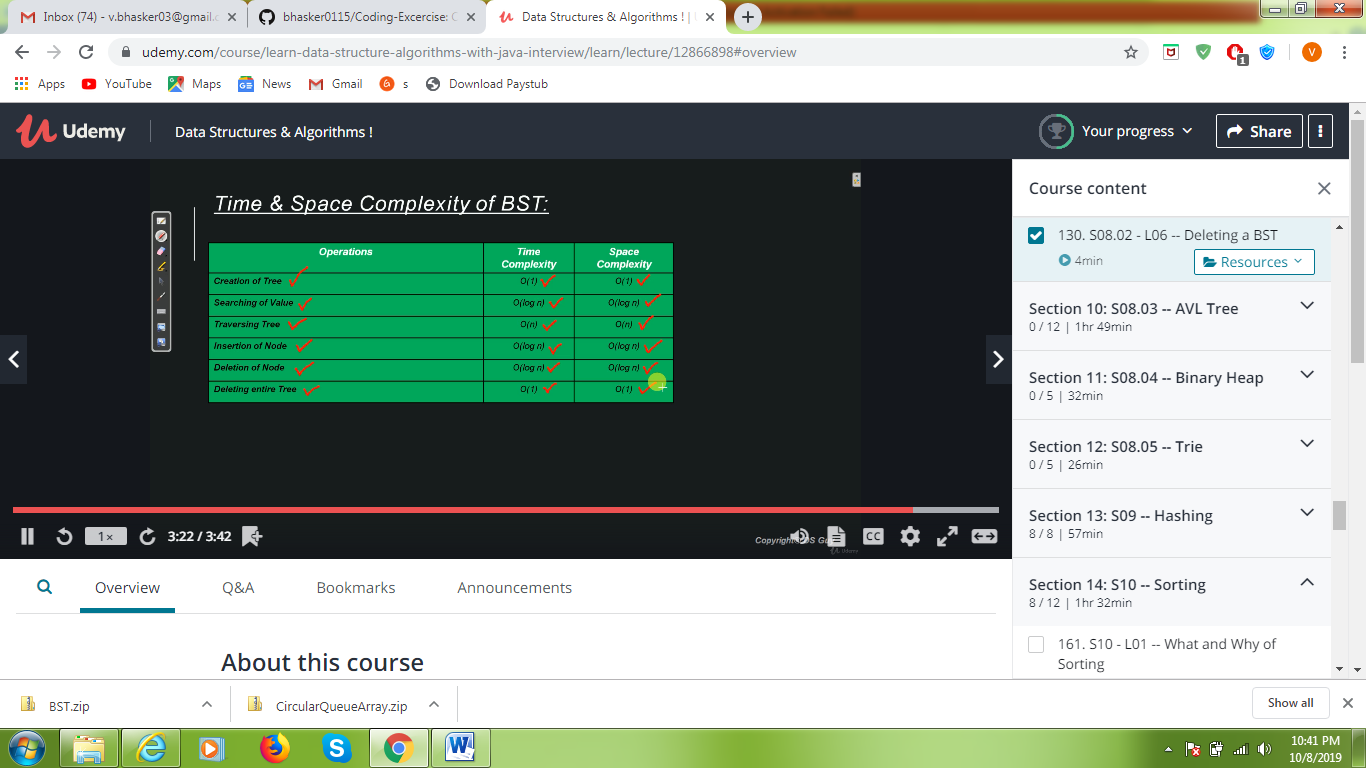 Inbox (74) - v.bhasker03@gmail.c
bhasker0115/Coding-Excercise: C
Data Structures & Algorithms ! |
udemy.com/course/learn-data-structure-algorithms-with-java-interview/learn/lecture/12866898#overview
1
V
Apps
YouTube
Maps
News
Gmail
s
Download Paystub
Udemy
Data Structures & Algorithms !
Your progress
Share
Time & Space Complexity of BST:
Operations
Time
Complexity
Space
Complexity
Creation of Tree O(1) O(1)
Searching of Value O(log n) O(log n)
Traversing Tree O(n) O(n)
Insertion of Node O(log n) O(log n)
Deletion of Node O(log n) O(log n)
Deleting entire Tree O(1) O(1)
1x
3:22 / 3:42
Copyright
CC
Udemy
Course content
130. S08.02 - L06 -- Deleting a BST
4min
Resources
Section 10: S08.03 -- AVL Tree
0 / 12 | 1hr 49min
Section 11: S08.04 -- Binary Heap
0 / 5 | 32min
Section 12: S08.05 -- Trie
0 / 5 | 26min
Section 13: S09 -- Hashing
8 / 8 | 57min
Section 14: S10 -- Sorting
8 / 12 | 1hr 32min
161. S10 - L01 -- What and Why of
Sorting
Overview
Q&A
Bookmarks
Announcements
About this course
BST.zip
CircularQueueArray.zip
Show all
10:41 PM
10/8/2019